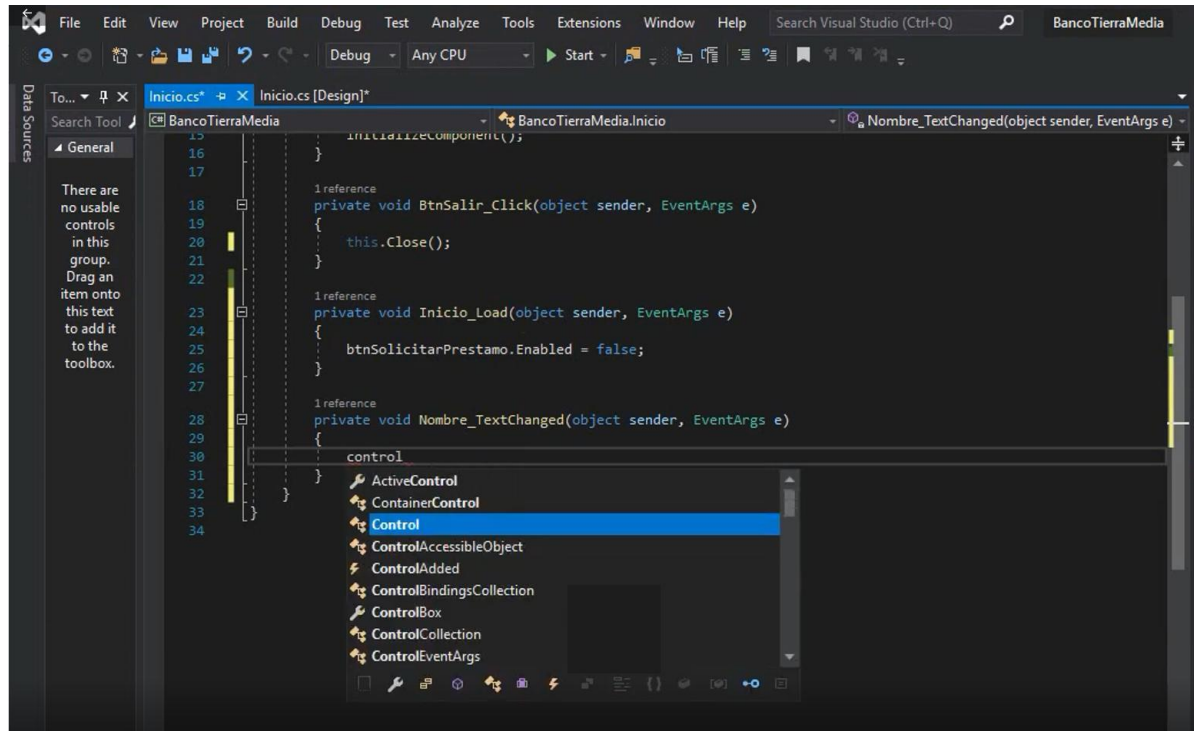 File Edit View Project Build Debug Test Analyze Tools Extensions Window Help Search Visual Studio (Ctrl+Q) BancoTierraMedia
Debug Any CPU Start
Data Sources
To...
Search Tool
General
There are
no usable
controls
in this
group.
Drag an
item onto
this text
to add it
to the
toolbox.
Inicio.cs* Inicio.cs [Design]*
C# BancoTierraMedia BancoTierraMedia.Inicio Nombre_TextChanged(object sender, EventArgs e)
15 InitializeComponent();
16 }
17
1 reference
18 private void BtnSalir_Click(object sender, EventArgs e)
19 {
20 this.Close();
21 }
22
1 reference
23 private void Inicio_Load(object sender, EventArgs e)
24 {
25 btnSolicitarPrestamo.Enabled = false;
26 }
27
1 reference
28 private void Nombre_TextChanged(object sender, EventArgs e)
29 {
30 control
31 }
32 }
33 }
34
ActiveControl
ContainerControl
Control
ControlAccessibleObject
ControlAdded
ControlBindingsCollection
ControlBox
ControlCollection
ControlEventArgs